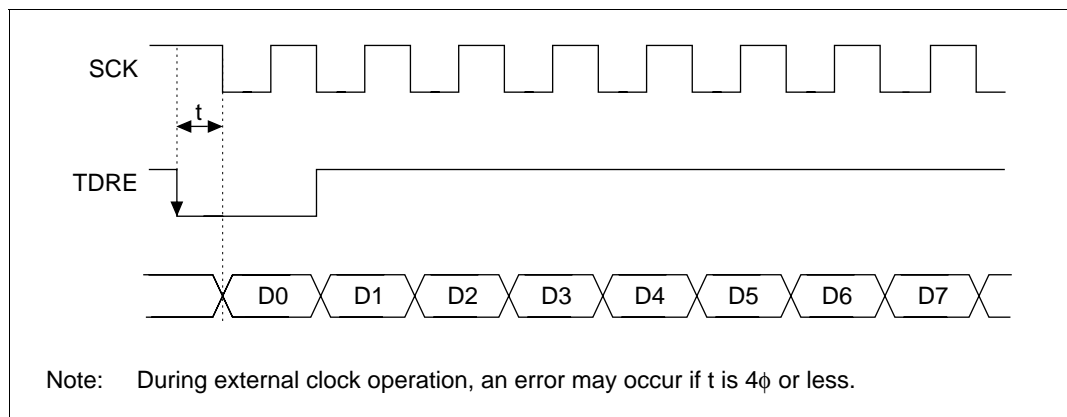 SCK
t
TDRE
D0 D1 D2 D3 D4 D5 D6 D7
Note: During external clock operation, an error may occur if t is 4ϕ or less.